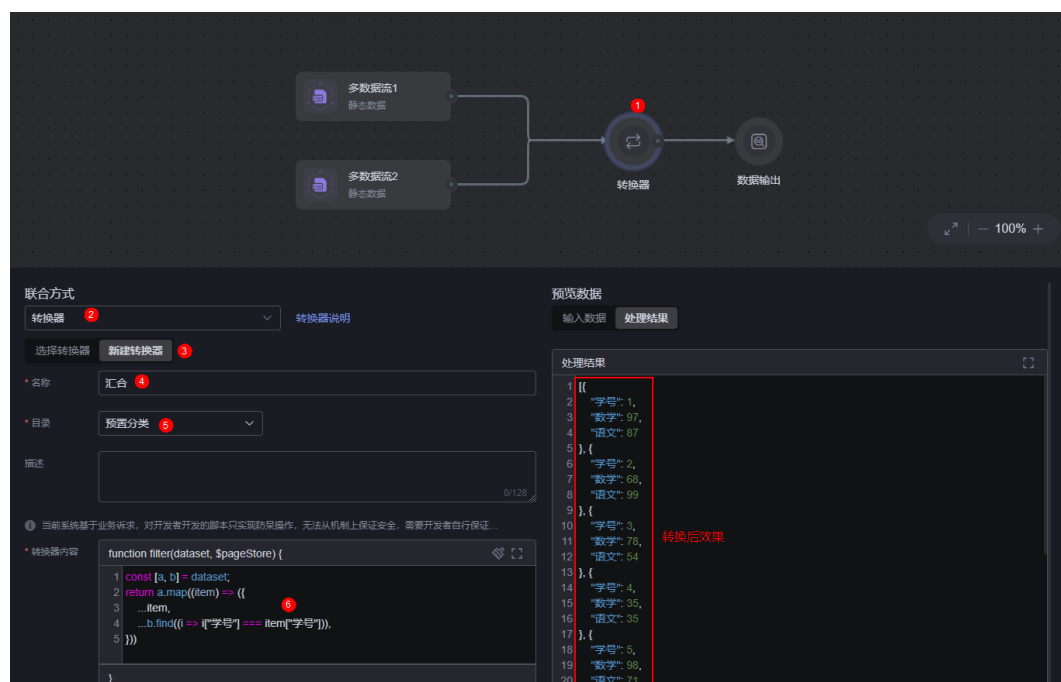 多数据流1
静态数据
1
多数据流2
静态数据
转换器
数据输出
100%
联合方式
转换器 2
转换器说明
选择转换器 新建转换器 3
* 名称 汇合 4
* 目录 预置分类 5
描述
0/128
当前系统基于业务诉求，对开发者开发的脚本只实现防呆操作，无法从机制上保证安全，需要开发者自行保证...
* 转换器内容
function filter(dataset, $pageStore) {
1 const [a, b] = dataset;
2 return a.map((item) => ({
3 ...item,
6
4 ...b.find((i => i["学号"] === item["学号"])),
5 }))
}
预览数据
输入数据 处理结果
处理结果
1 [{
2 "学号": 1,
3 "数学": 97,
4 "语文": 87
5 }, {
6 "学号": 2,
7 "数学": 68,
8 "语文": 99
9 }, {
10 "学号": 3,
11 "数学": 78,
转换后效果
12 "语文": 54
13 }, {
14 "学号": 4,
15 "数学": 35,
16 "语文": 35
17 }, {
18 "学号": 5,
19 "数学": 98,
20 "语文": 71